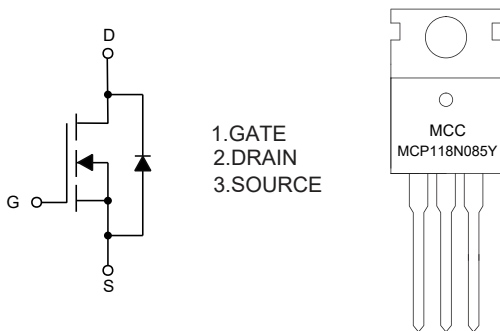 D
G
S
1.GATE
2.DRAIN
3.SOURCE
MCC
MCP118N085Y